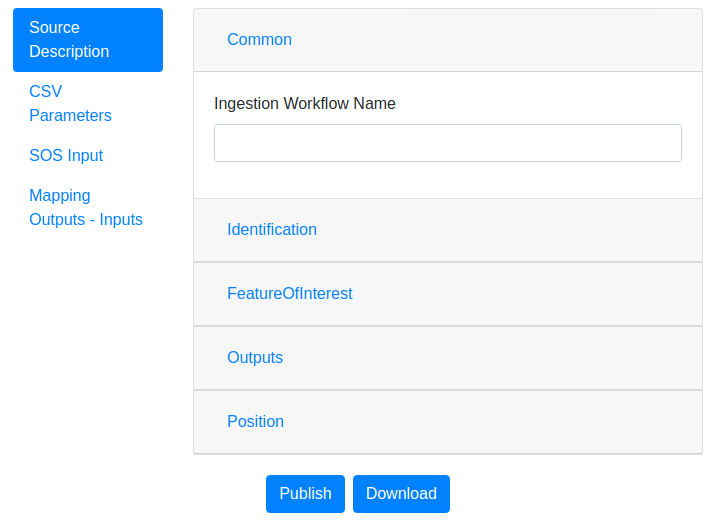 Source
Description
CSV
Parameters
SOS Input
Mapping
Outputs - Inputs
Common
Ingestion Workflow Name
Identification
FeatureOfInterest
Outputs
Position
Publish
Download